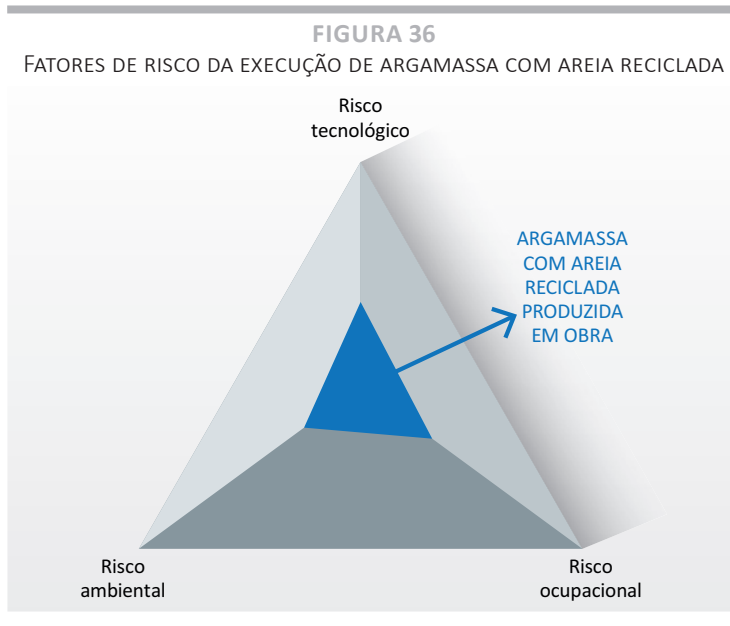 FIGURA 36
FATORES DE RISCO DA EXECUÇÃO DE ARGAMASSA COM AREIA RECICLADA
Risco
tecnológico
ARGAMASSA
COM AREIA
RECICLADA
PRODUZIDA
EM OBRA
Risco
ambiental
Risco
ocupacional